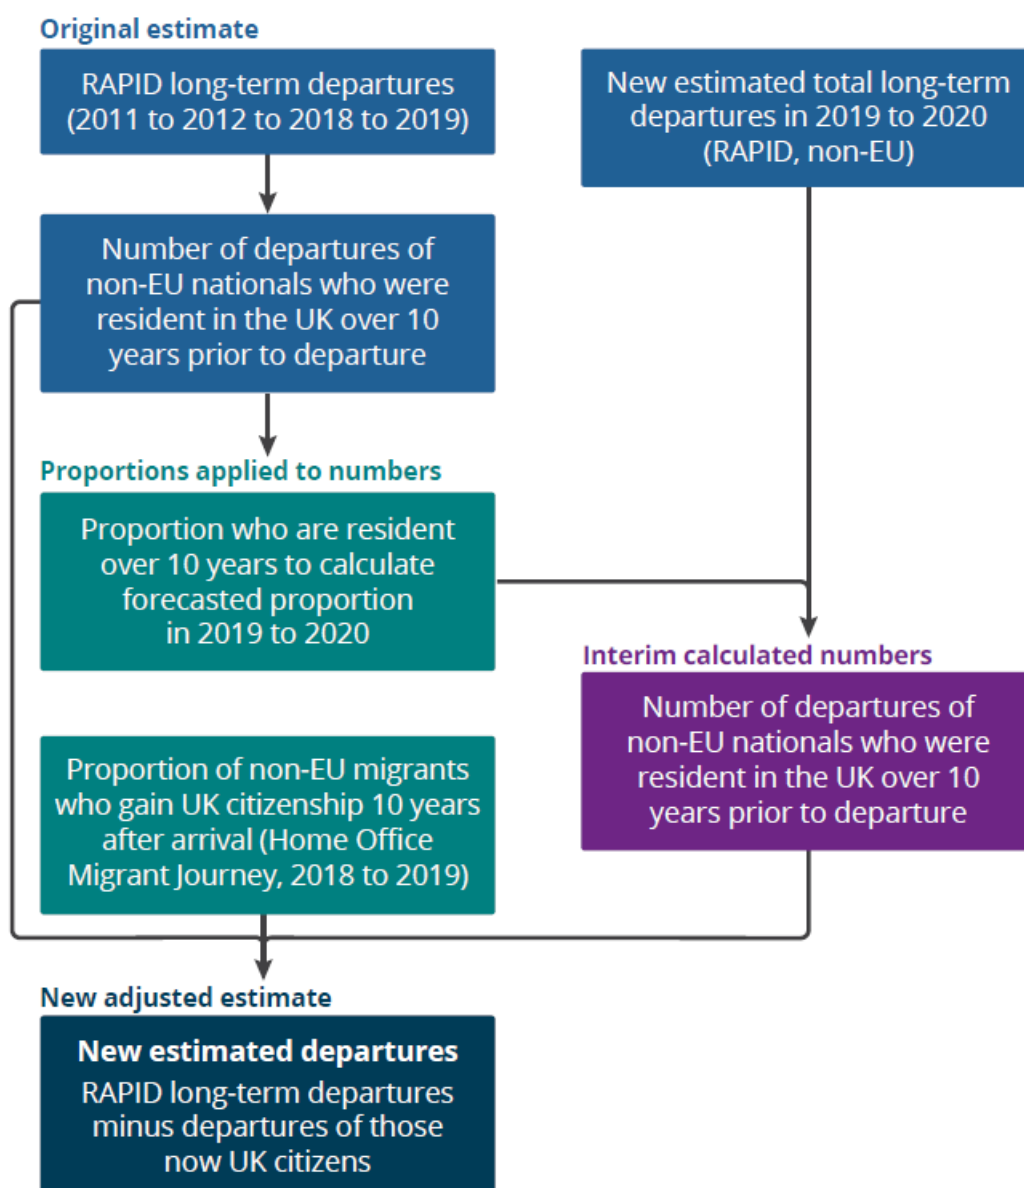 Original estimate
RAPID long-term departures
(2011 to 2012 to 2018 to 2019)
New estimated total long-term
departures in 2019 to 2020
(RAPID, non-EU)
Number of departures of
non-EU nationals who were
resident in the UK over 10
years prior to departure
Proportions applied to numbers
Proportion who are resident
over 10 years to calculate
forecasted proportion
in 2019 to 2020
Interim calculated numbers
Number of departures of
non-EU nationals who were
resident in the UK over 10
years prior to departure
Proportion of non-EU migrants
who gain UK citizenship 10 years
after arrival (Home Office
Migrant Journey, 2018 to 2019)
New adjusted estimate
New estimated departures
RAPID long-term departures
minus departures of those
now UK citizens